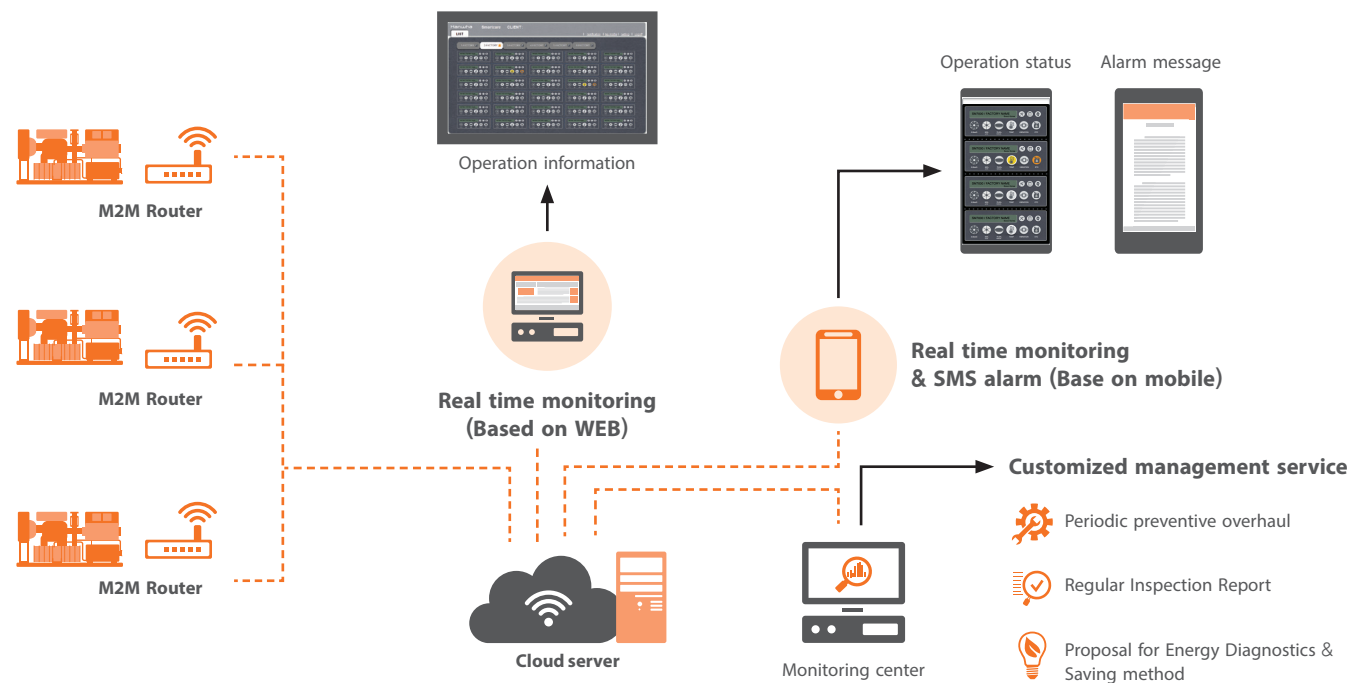 Operation information
Operation status
Alarm message
M2M Router
M2M Router
M2M Router
Real time monitoring
(Based on WEB)
Real time monitoring
& SMS alarm (Base on mobile)
Customized management service
Periodic preventive overhaul
Regular Inspection Report
Proposal for Energy Diagnostics &
Saving method
Cloud server
Monitoring center